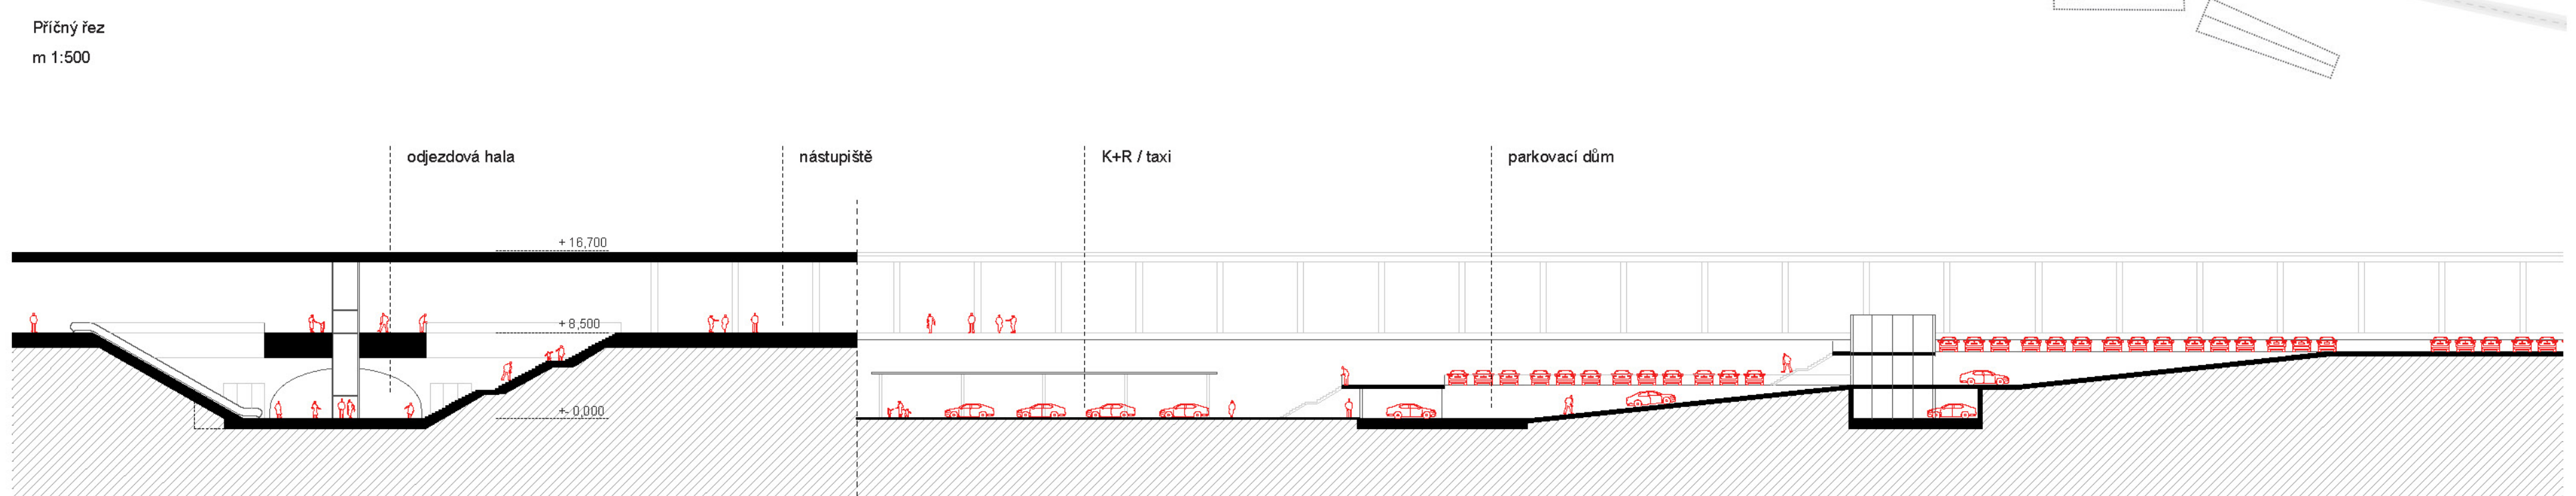 Příčný řez
m 1:500
odjezdová hala
nástupiště
K+R / taxi
parkovací dům
+ 16,700
+ 8,500
+- 0,000